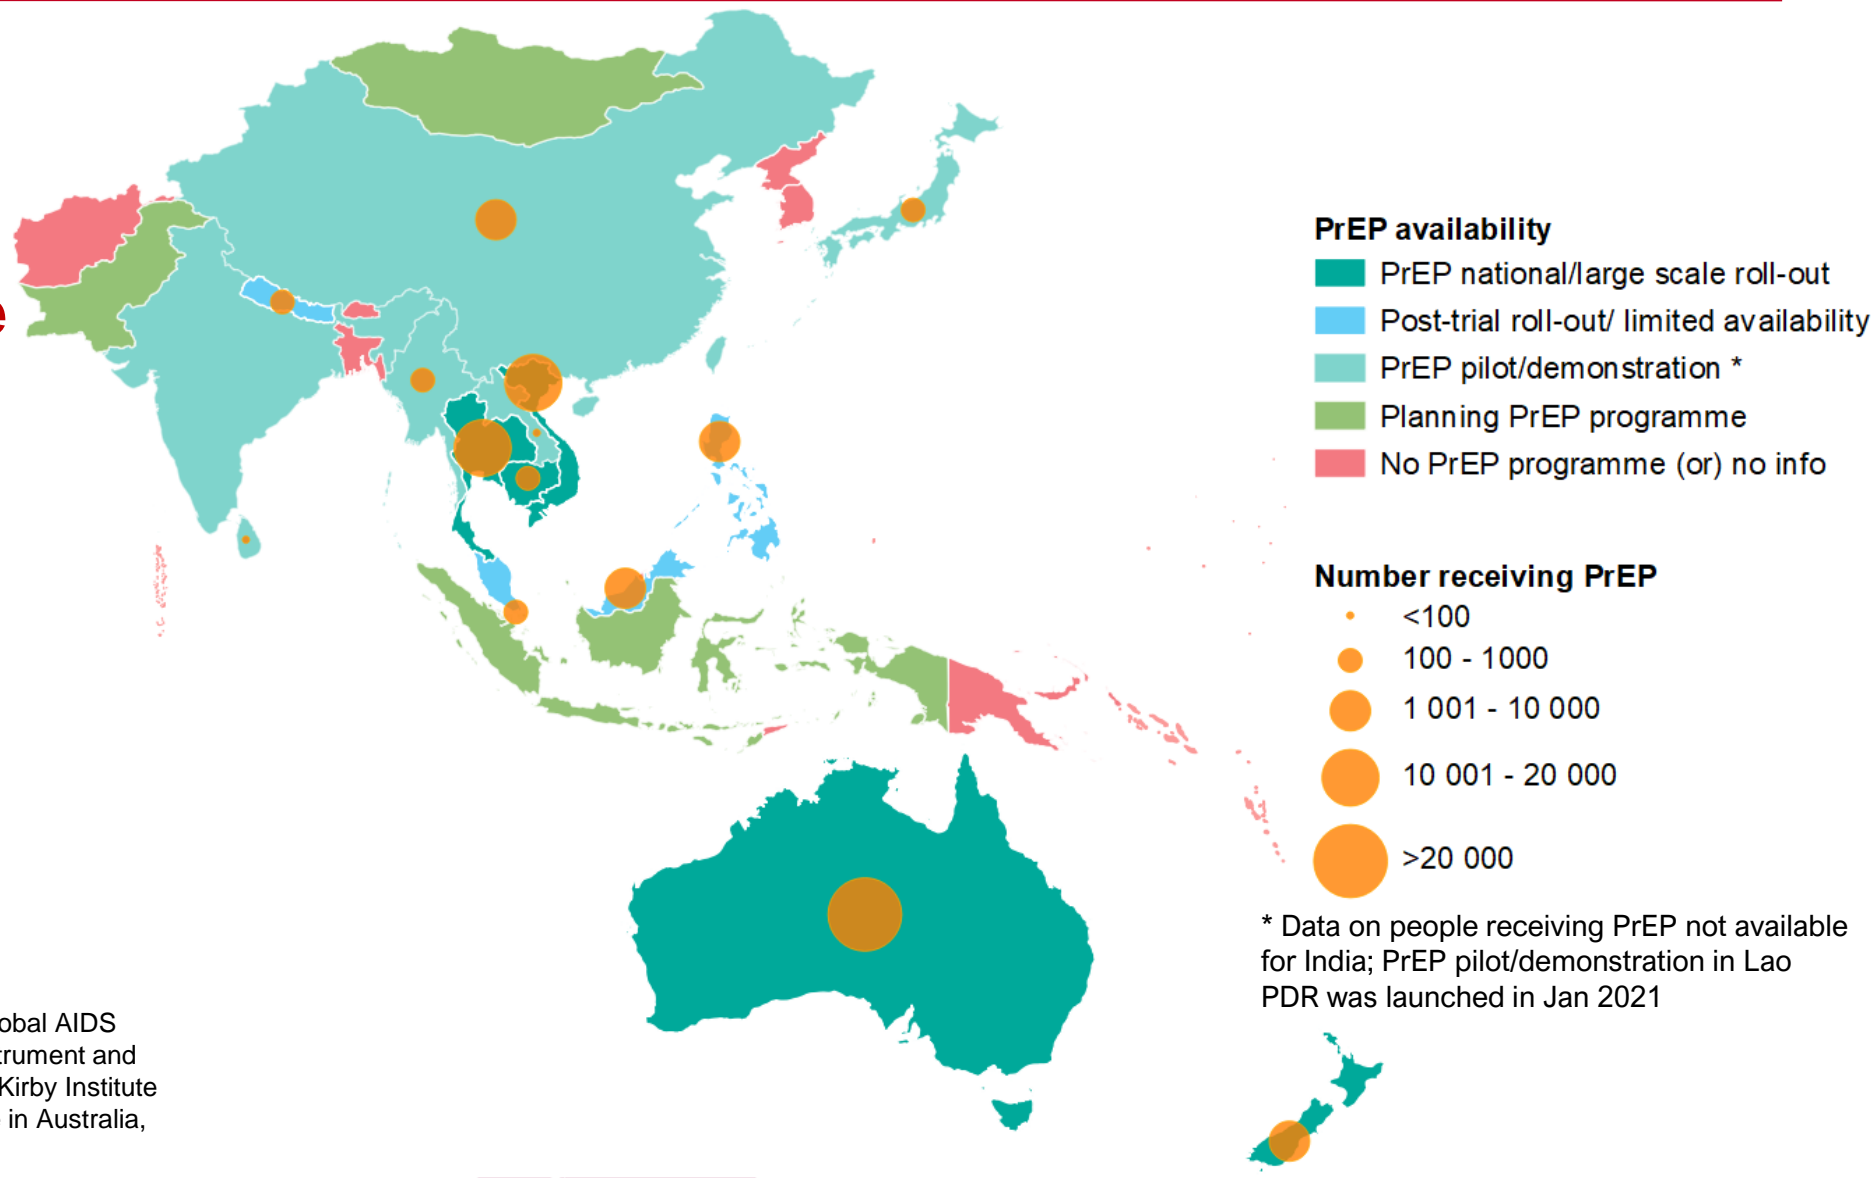 e
PrEP availability
PrEP national/large scale roll-out
Post-trial roll-out/ limited availability
PrEP pilot/demonstration *
Planning PrEP programme
No PrEP programme (or) no info
Number receiving PrEP
<100
100 - 1000
1 001 - 10 000
10 001 - 20 000
>20 000
* Data on people receiving PrEP not available
for India; PrEP pilot/demonstration in Lao
PDR was launched in Jan 2021
obal AIDS
trument and
Kirby Institute
in Australia,